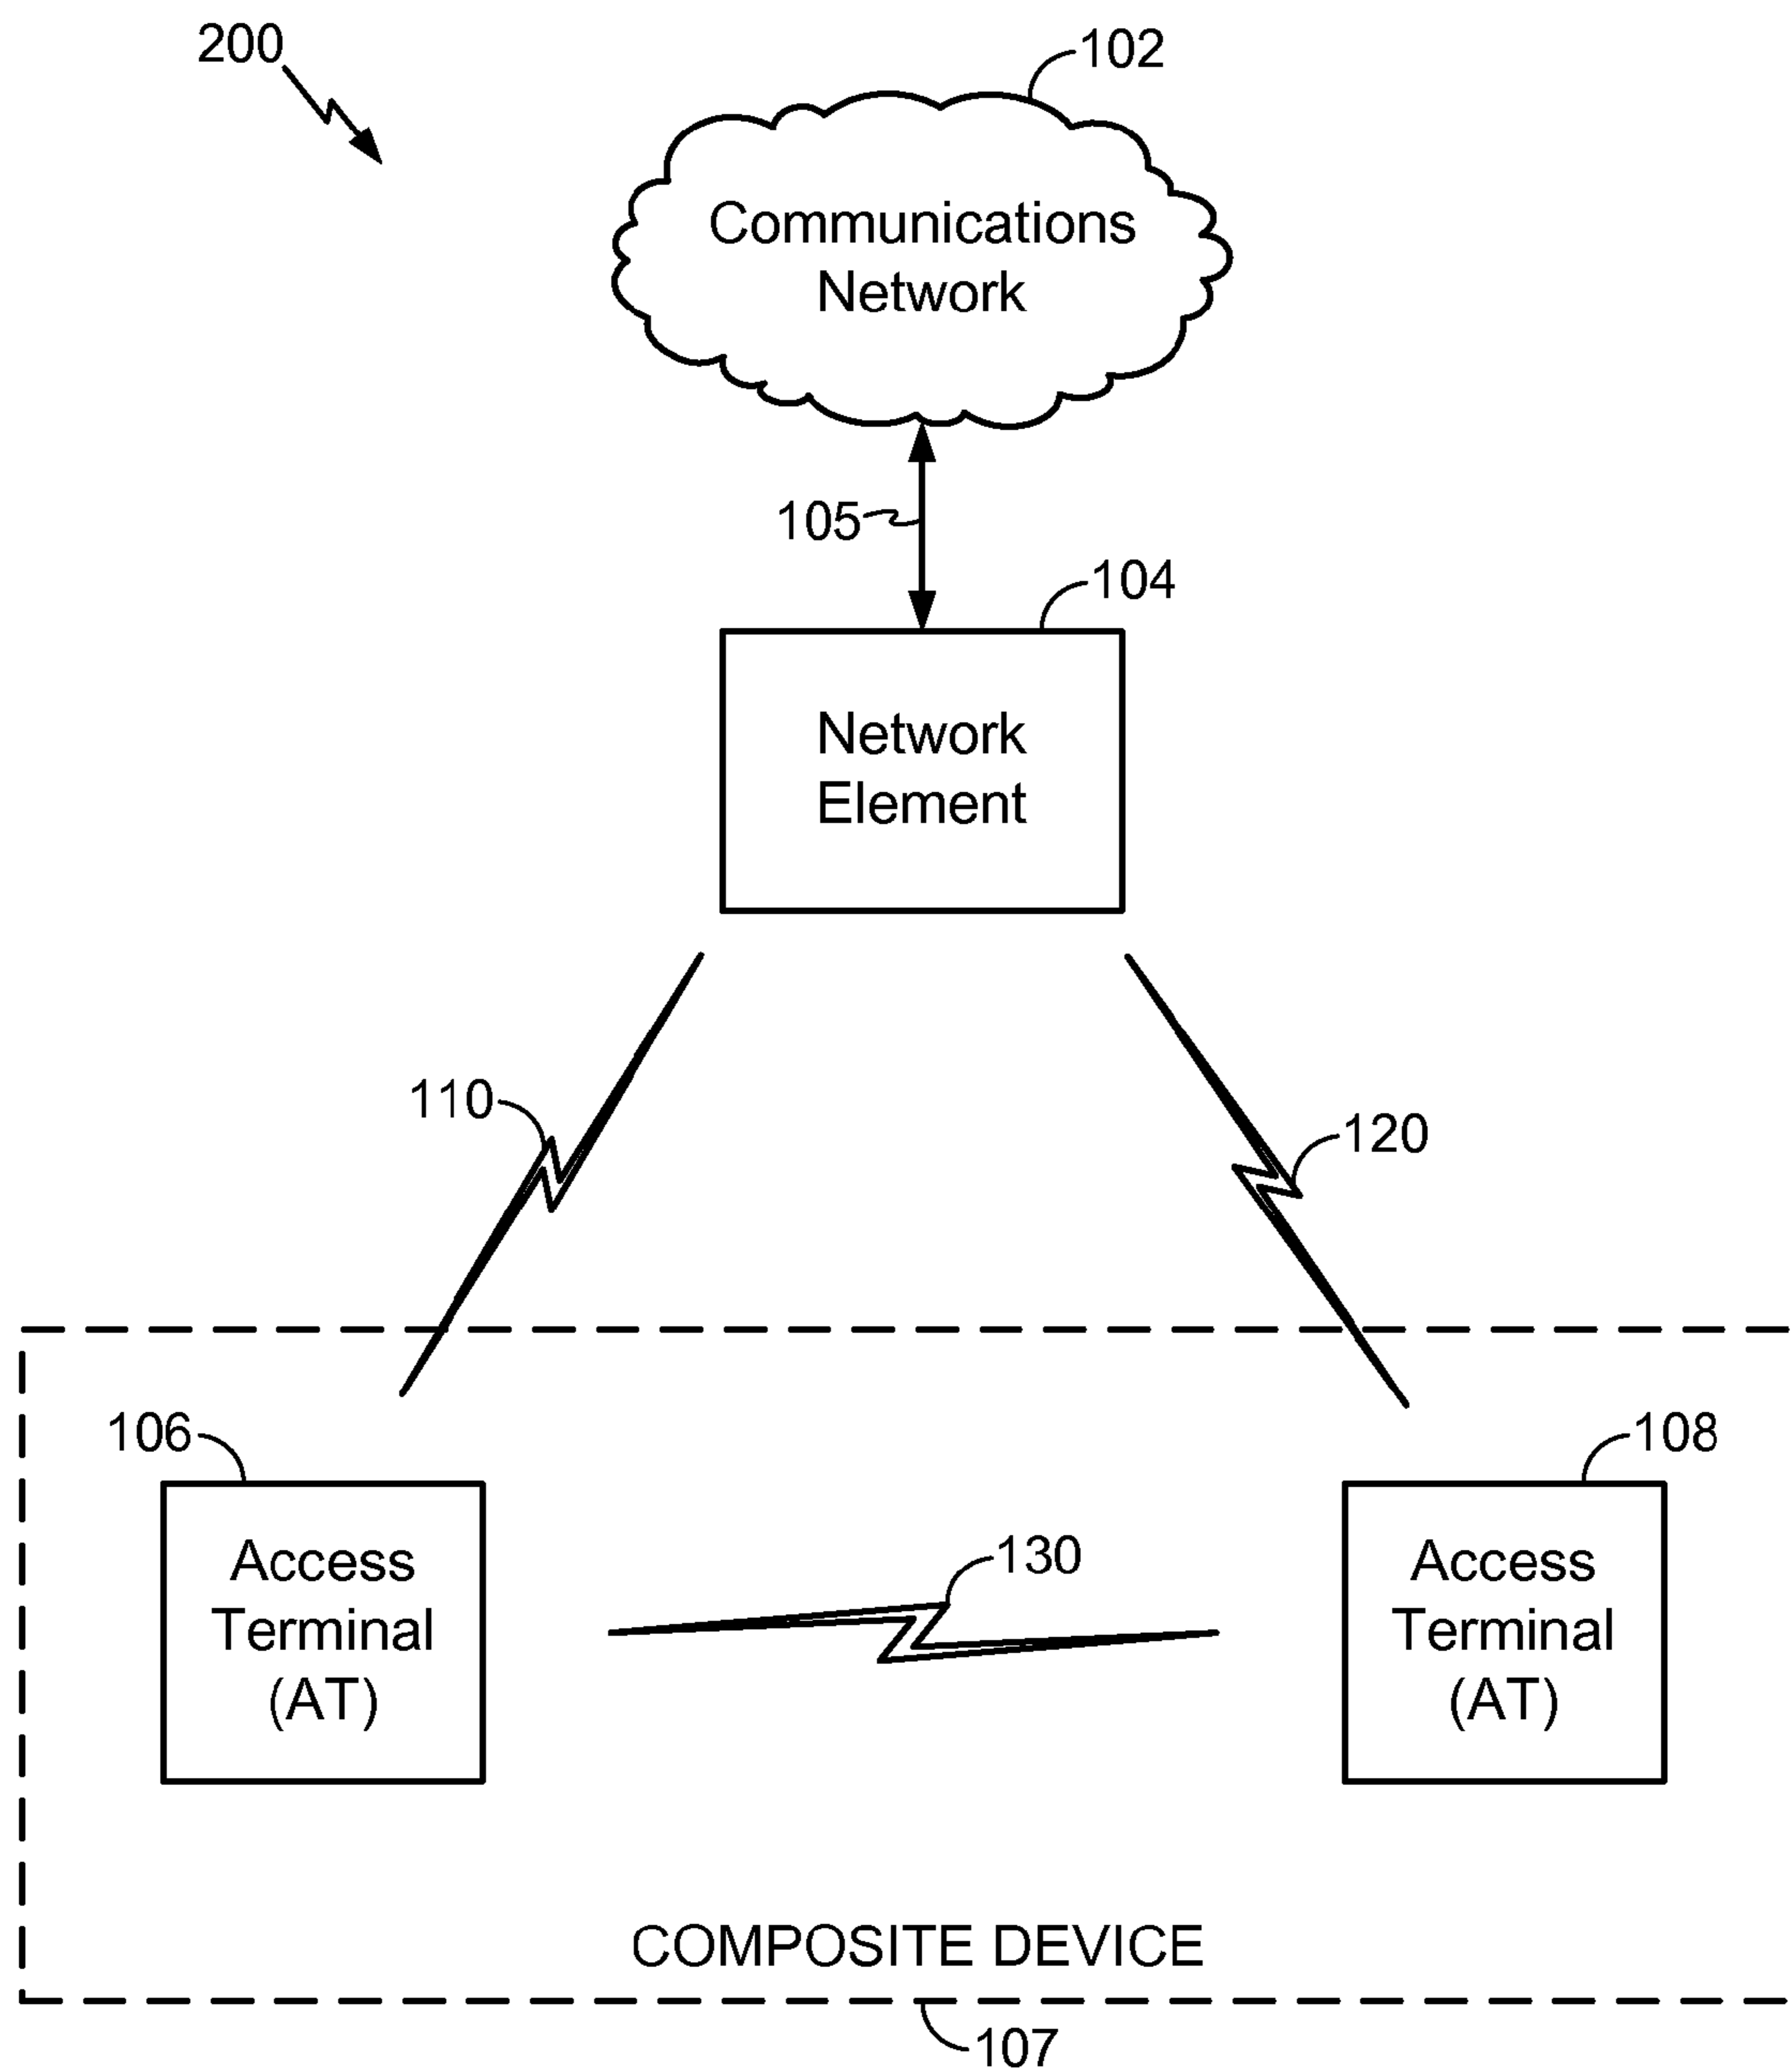 200
102
Communications
Network
105
104
Network
Element
110
120
106
108
Access
Terminal
(AT)
130
Access
Terminal
(AT)
COMPOSITE DEVICE
107